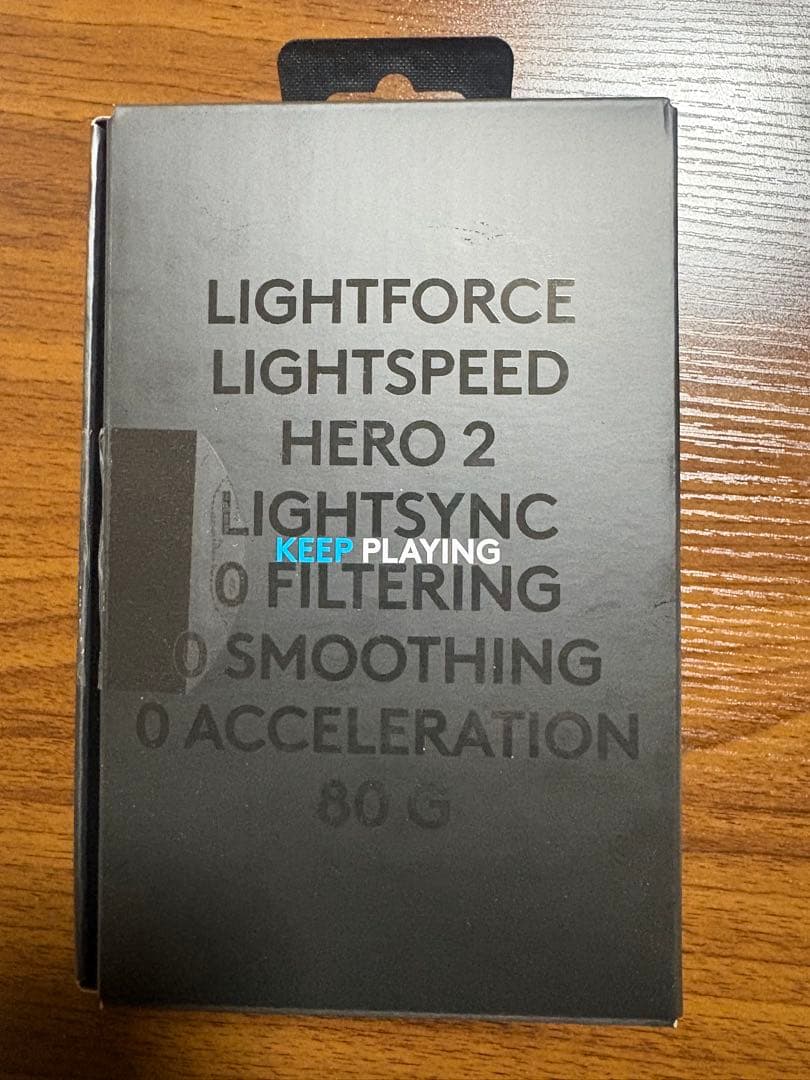 LIGHTFORCE
LIGHTSPEED
HERO 2
LIGHTSYNC
KEEP PLAYING
0 FILTERING
0 SMOOTHING
0 ACCELERATION
80 G